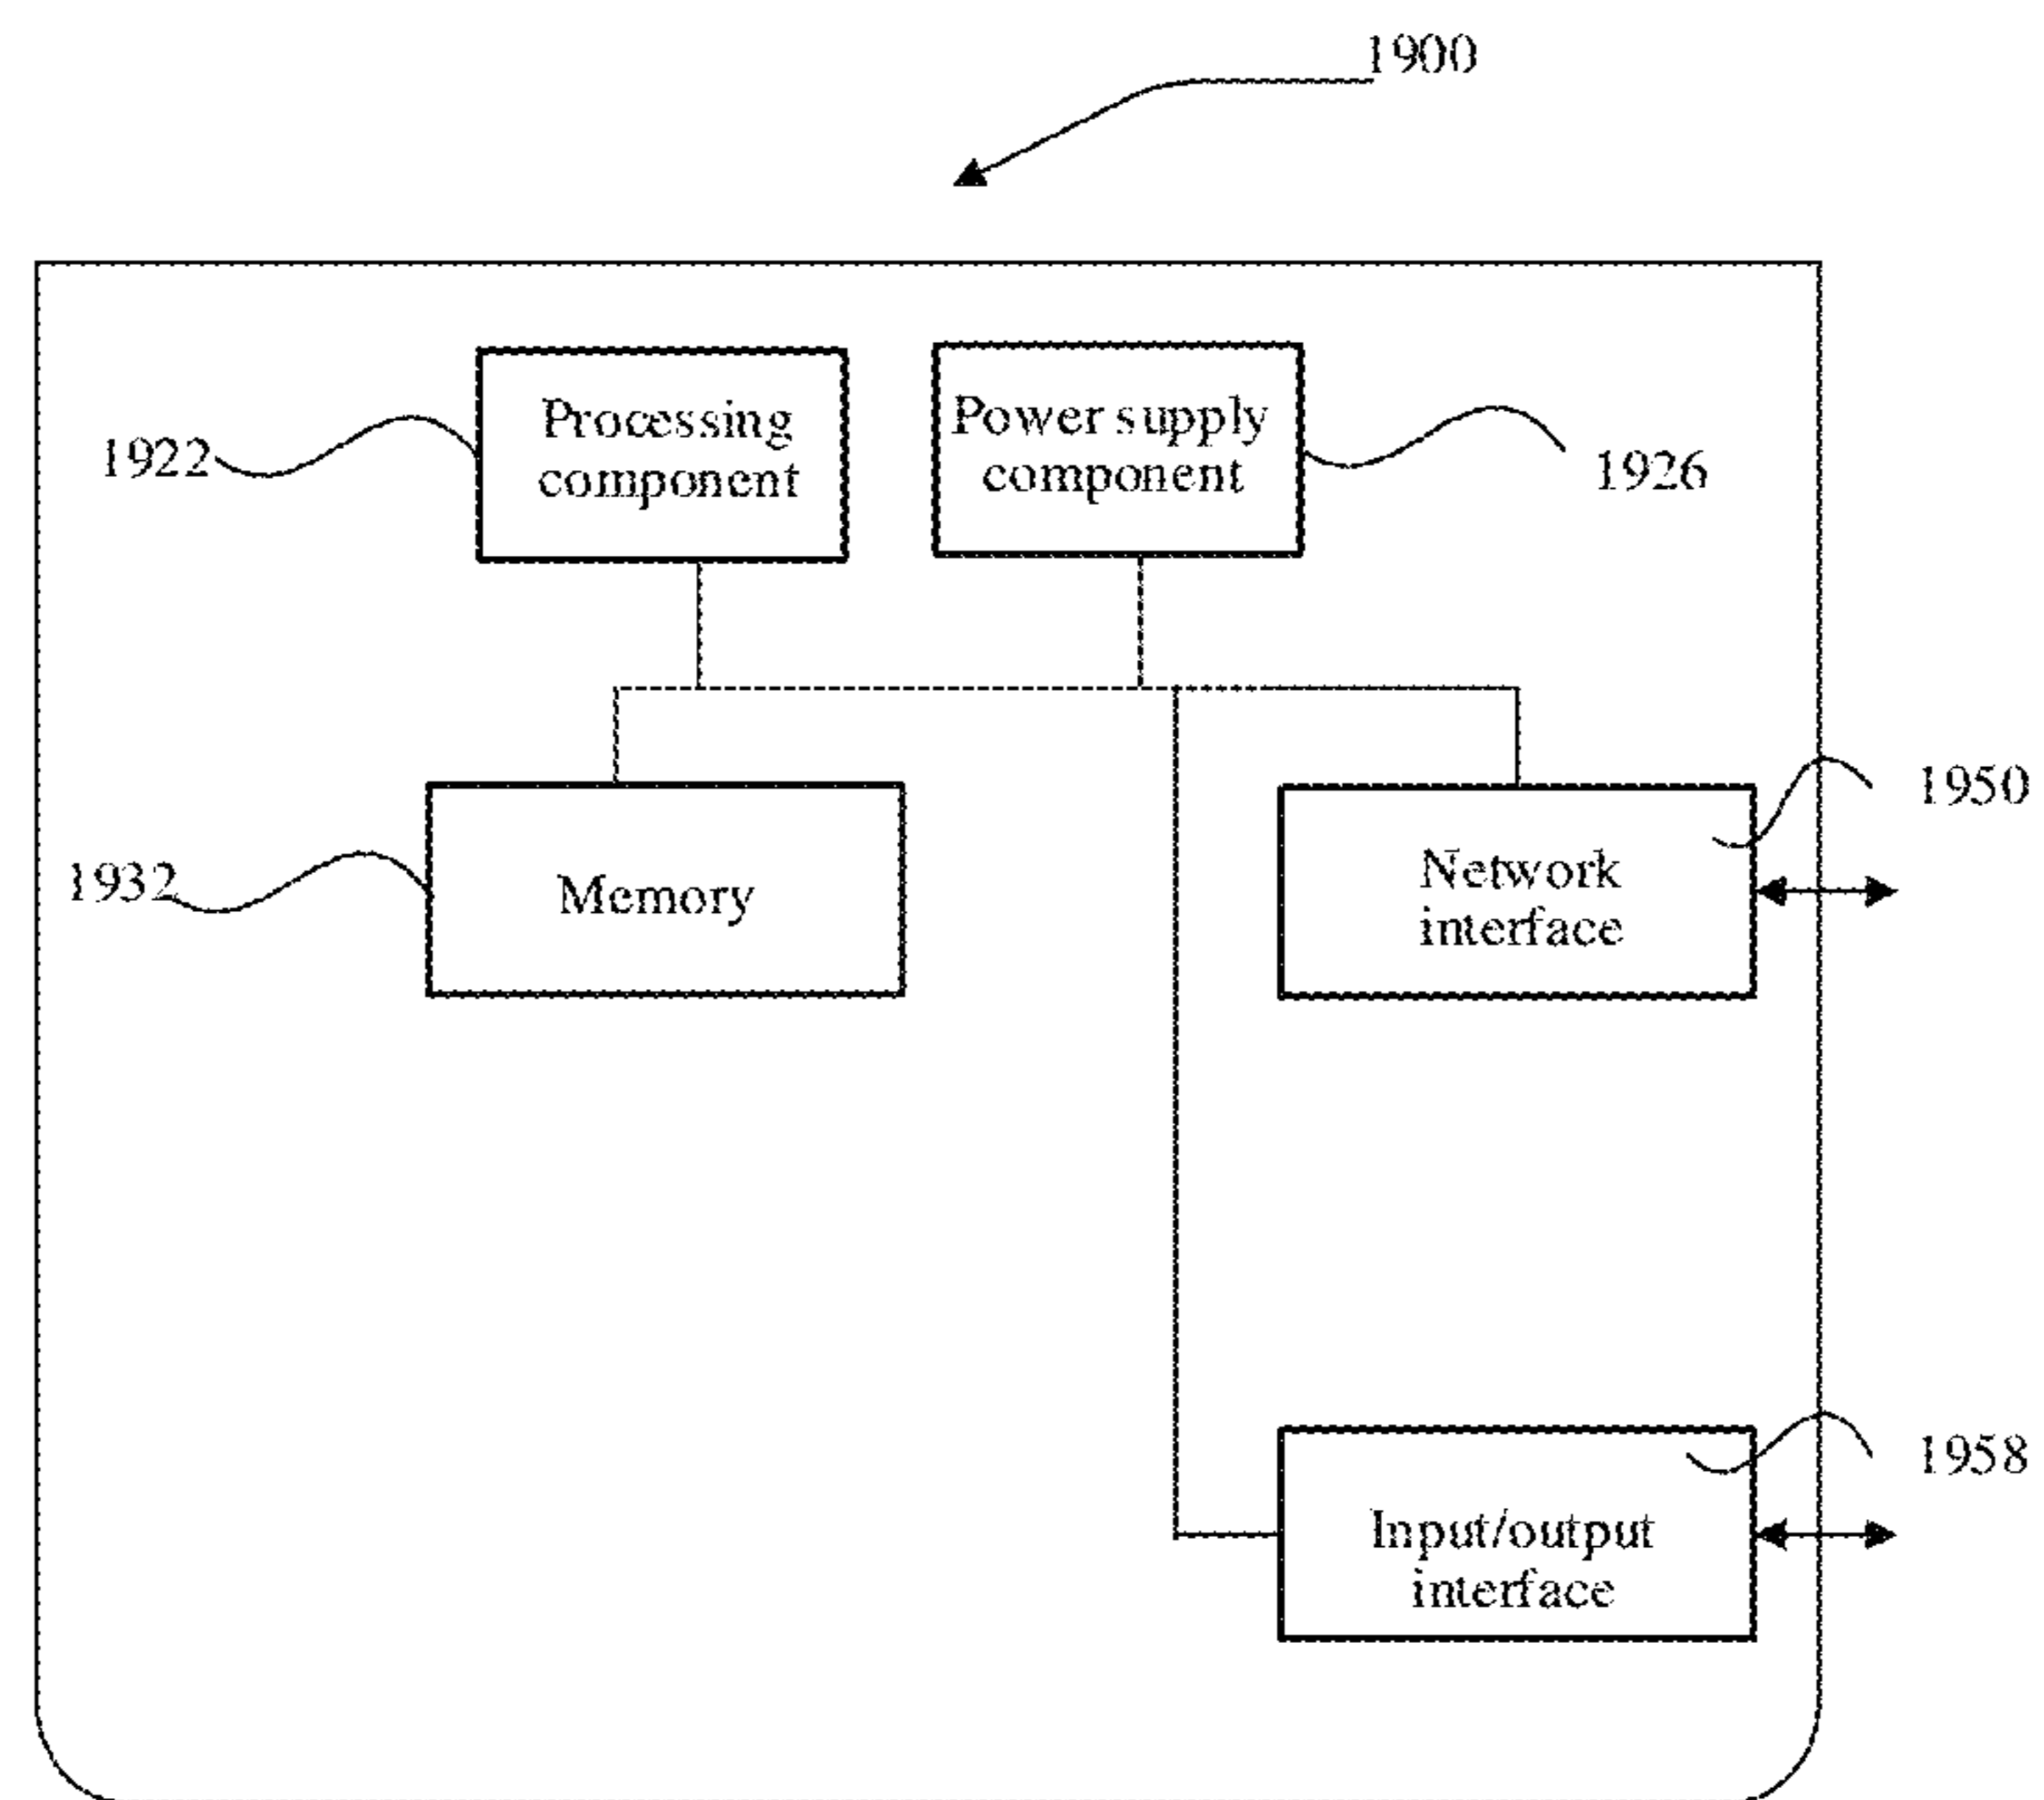 1900
Processing
component
Power supply
component
1922
1926
1950
Network
interface
1932
Memory
1958
Input/output
interface